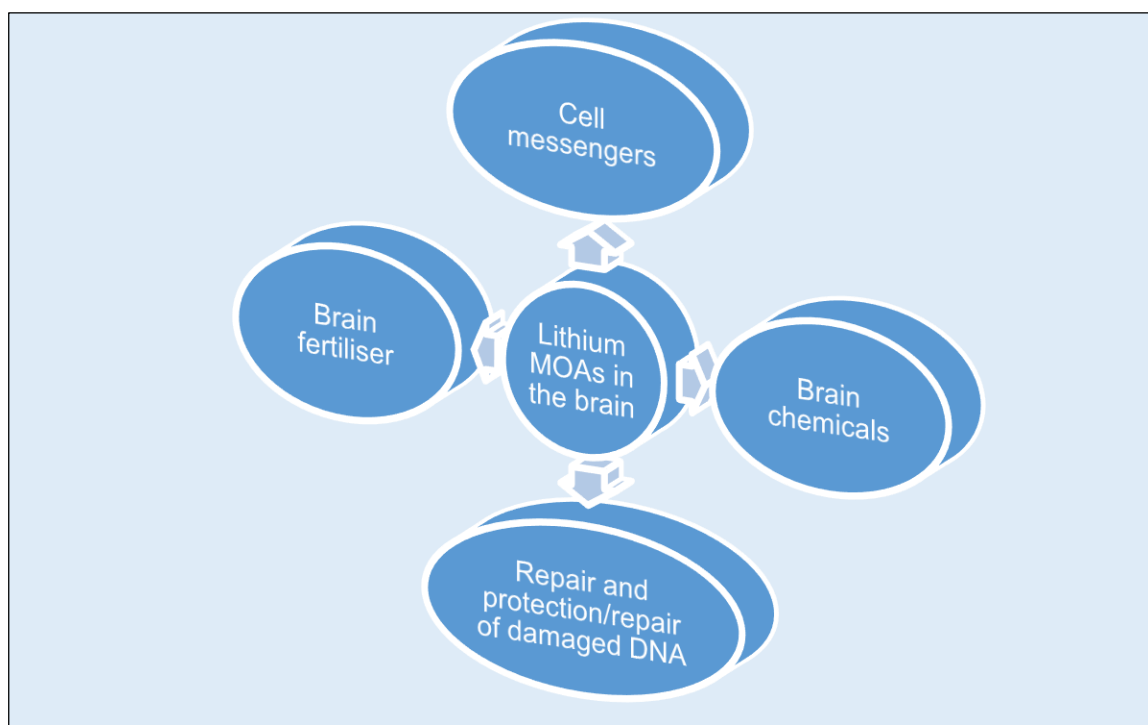 Cell
messengers
Brain
fertiliser
Lithium
MOAs in
the brain
Brain
chemicals
Repair and
protection/repair
of damaged DNA